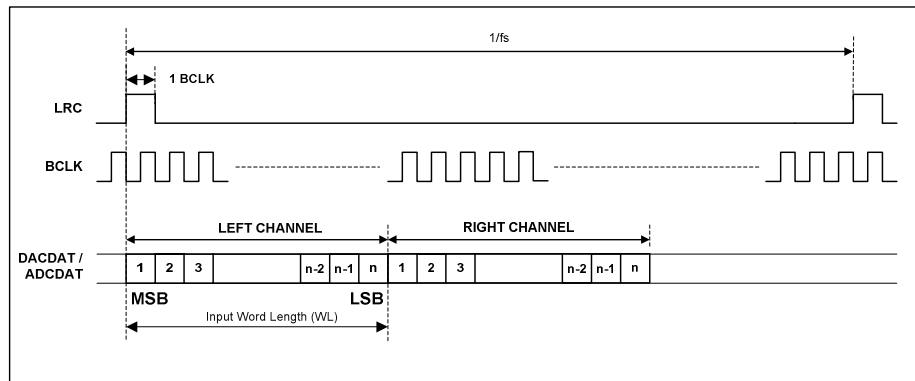 1/fs
1 BCLK
LRC
BCLK
LEFT CHANNEL RIGHT CHANNEL
DACDAT /
ADCDAT
1 2 3 n-2 n-1 n 1 2 3 n-2 n-1 n
MSB LSB
Input Word Length (WL)